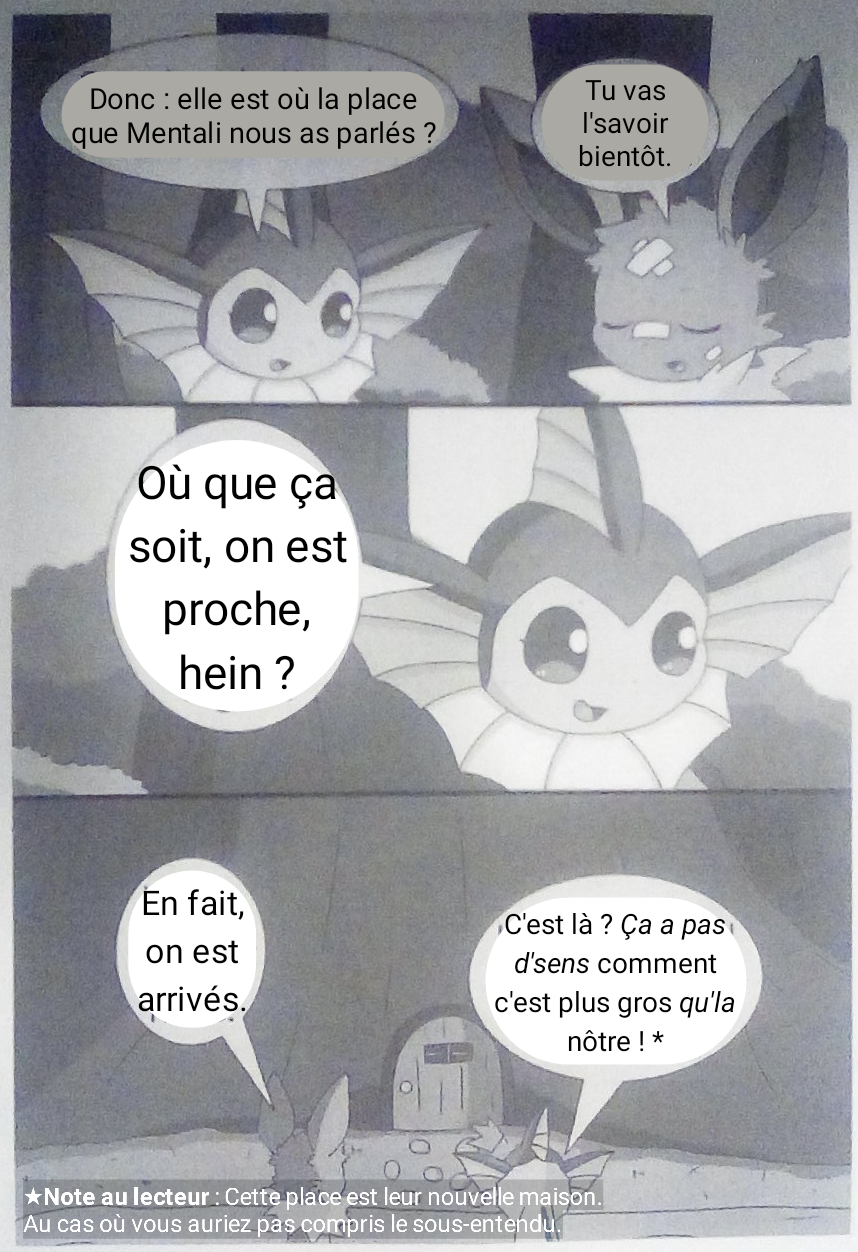 Donc : elle est où la place
que Mentali nous as parlés ?
Tu vas
l'savoir
bientôt.
Où que ça
soit, on est
proche,
hein ?
En fait,
on est
arrivés.
C'est là ? Ça a pas
d'sens comment
c'est plus gros qu'la
nôtre ! *
★Note au lecteur : Cette place est leur nouvelle maison.
Au cas où vous auriez pas compris le sous-entendu.